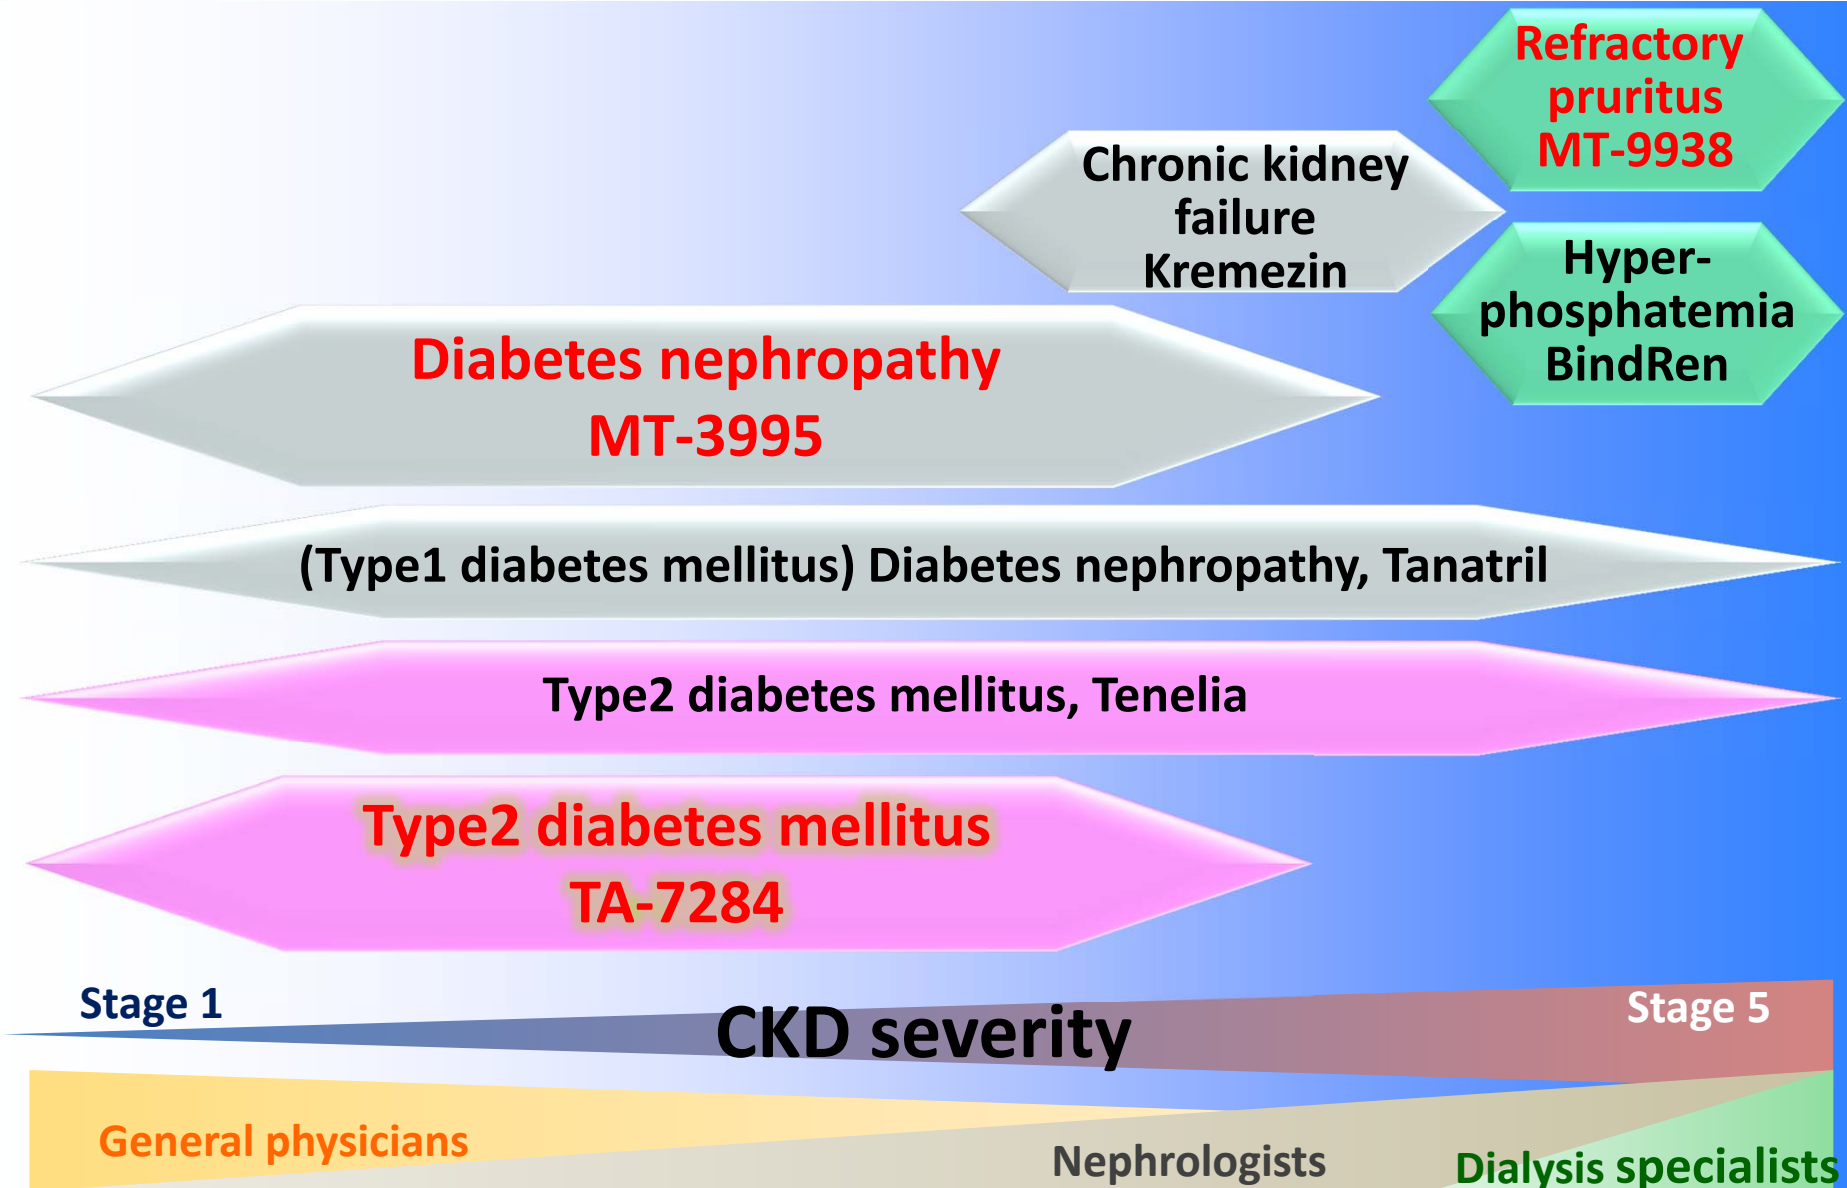 Refractory
pruritus
MT-9938
Chronic kidney
failure
Kremezin
Hyper-
phosphatemia
BindRen
Diabetes nephropathy
MT-3995
(Type1 diabetes mellitus) Diabetes nephropathy, Tanatril
Type2 diabetes mellitus, Tenelia
Type2 diabetes mellitus
TA-7284
Stage 1
CKD severity
Stage 5
General physicians
Nephrologists
Dialysis specialists